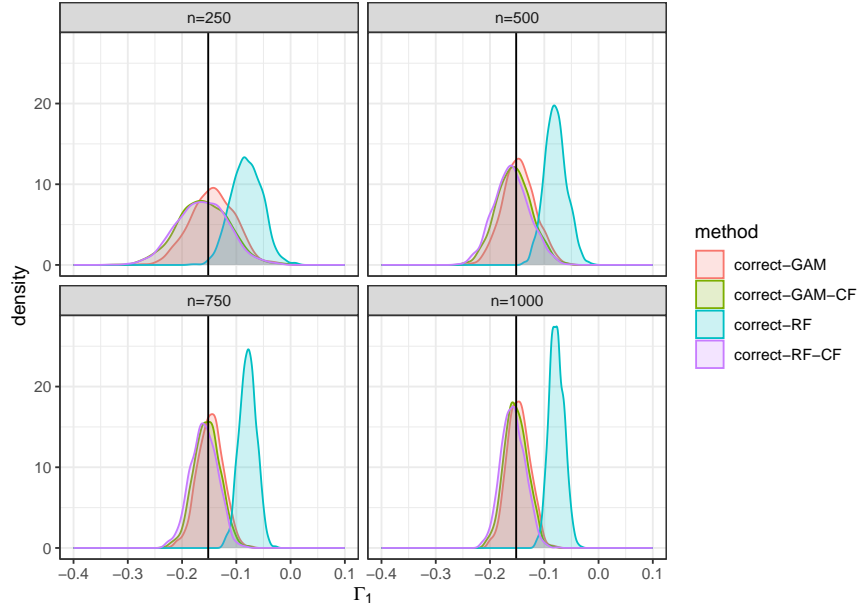 n=250
n=500
20
10
0
density
n=750
n=1000
20
10
0
−0.4
−0.3
−0.2
−0.1
0.0
0.1
−0.4
−0.3
−0.2
−0.1
0.0
0.1
Γ1
method
correct−GAM
correct−GAM−CF
correct−RF
correct−RF−CF